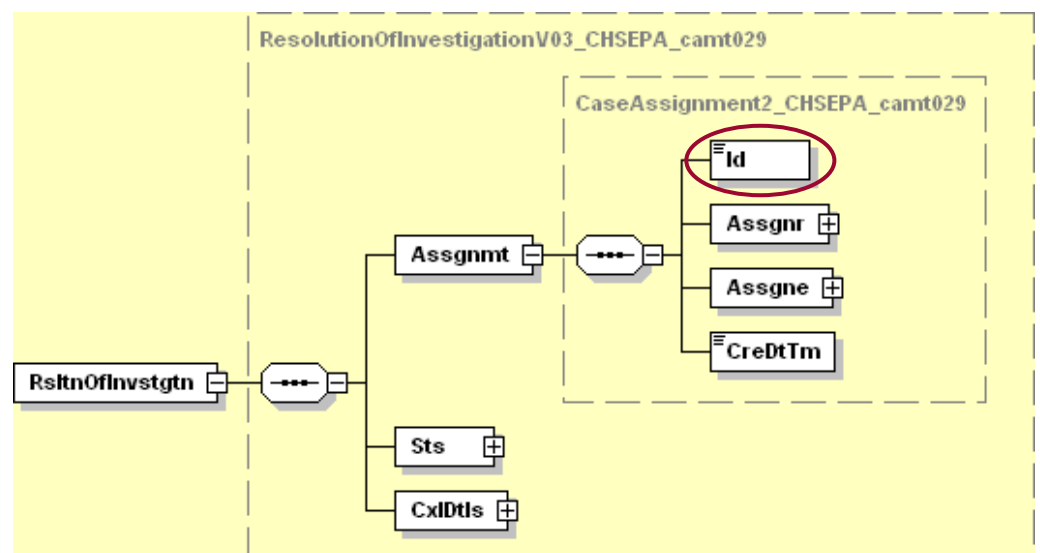 ResolutionOfInvestigationV03_CHSEPA_camt029
CaseAssignment2_CHSEPA_camt029
Id
Assgnr
Assgnmt
Assgne
CreDtTm
RsltnOfInvstgtn
Sts
CxlDtls